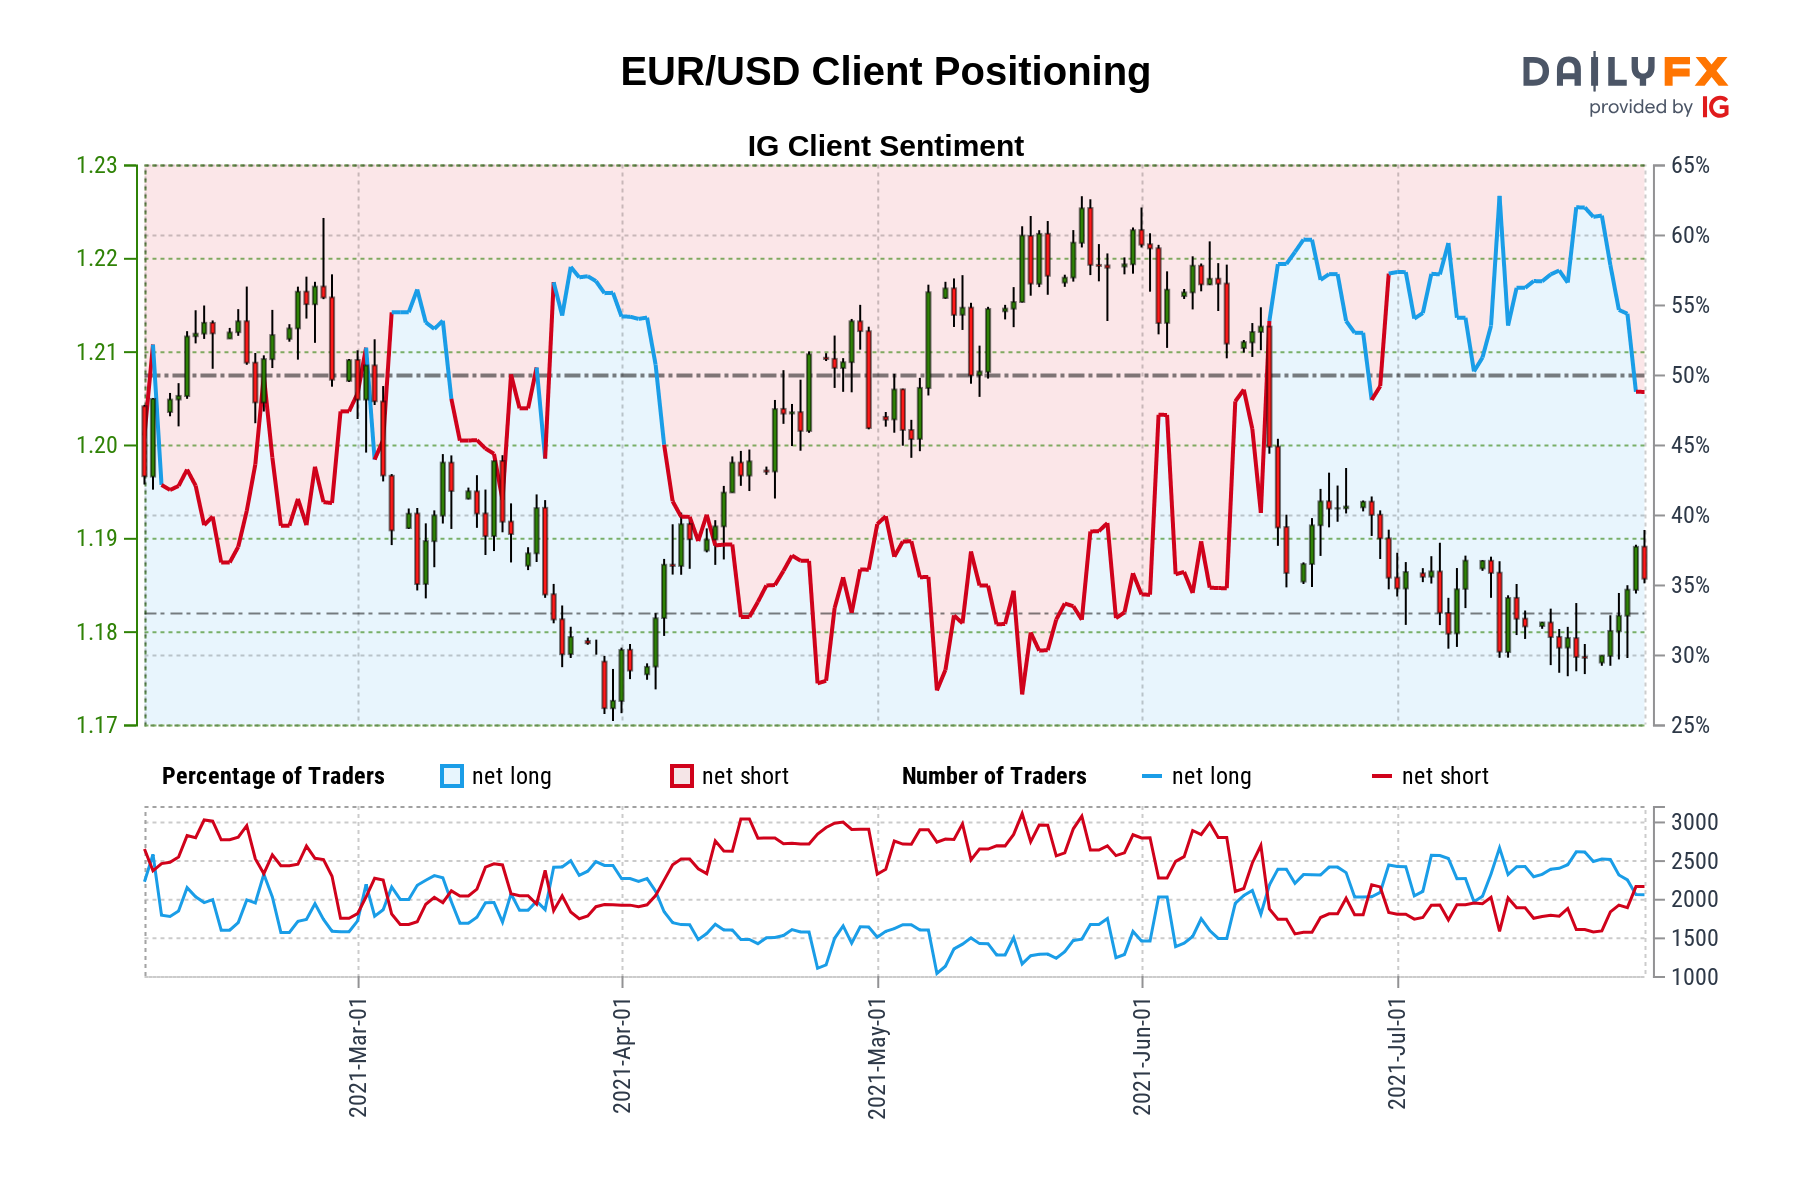 EUR/USD Client Positioning
DAILYFX
provided by IG
IG Client Sentiment
1.23
1.22
1.21
1.20
1.19
1.18
1.17
65%
60%
55%
50%
45%
40%
35%
30%
25%
Percentage of Traders net long net short Number of Traders net long net short
3000
2500
2000
1500
1000
2021-Mar-01
2021-Apr-01
2021-May-01
2021-Jun-01
2021-Jul-01